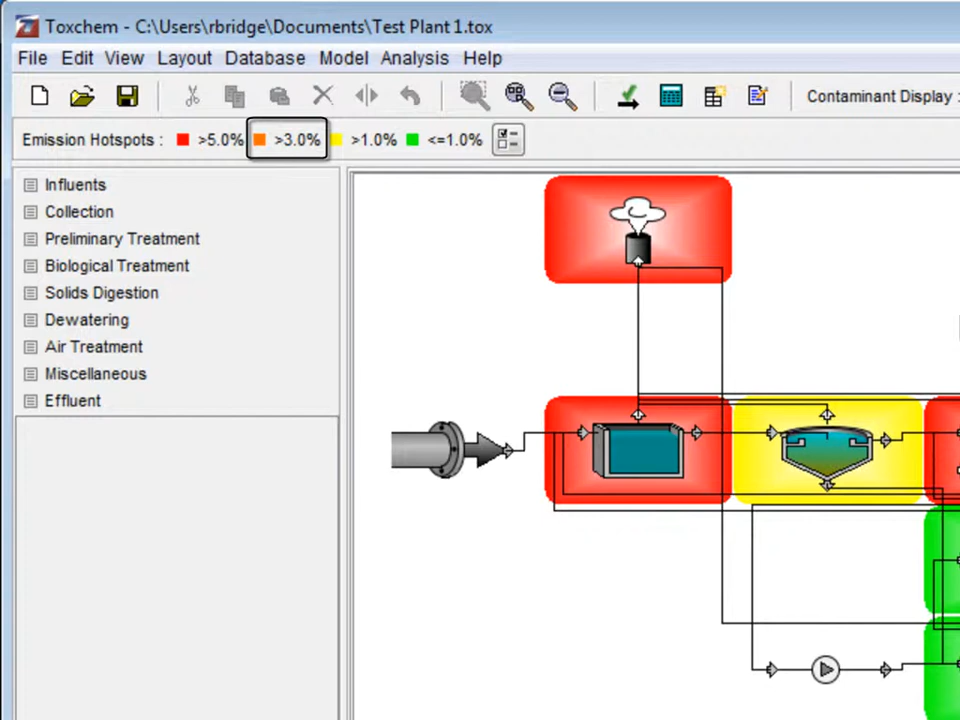 Toxchem - C:\Users\rbridge\Documents\Test Plant 1.tox
File Edit View Layout Database Model Analysis Help
Contaminant Display :
Emission Hotspots : >5.0% >3.0% >1.0% <=1.0%
Influents
Collection
Preliminary Treatment
Biological Treatment
Solids Digestion
Dewatering
Air Treatment
Miscellaneous
Effluent